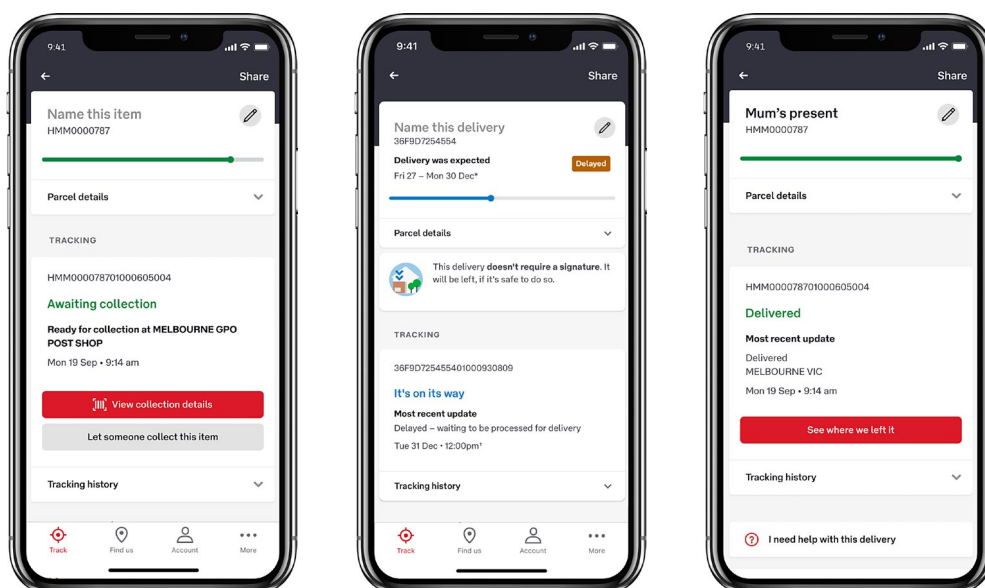 9:41
Share
Name this item
HMM0000787
Parcel details
TRACKING
HMM000078701000605004
Awaiting collection
Ready for collection at MELBOURNE GPO
POST SHOP
Mon 19 Sep • 9:14 am
View collection details
Let someone collect this item
Tracking history
Track
Find us
Account
More
9:41
Share
Name this delivery
36F9D7254554
Delivery was expected
Delayed
Fri 27 – Mon 30 Dec*
Parcel details
This delivery doesn't require a signature. It
will be left, if it's safe to do so.
TRACKING
36F9D725455401000930809
It's on its way
Most recent update
Delayed – waiting to be processed for delivery
Tue 31 Dec • 12:00pm¹
Tracking history
Track
Find us
Account
More
9:41
Share
Mum's present
HMM0000787
Parcel details
TRACKING
HMM000078701000605004
Delivered
Most recent update
Delivered
MELBOURNE VIC
Mon 19 Sep • 9:14 am
See where we left it
Tracking history
I need help with this delivery